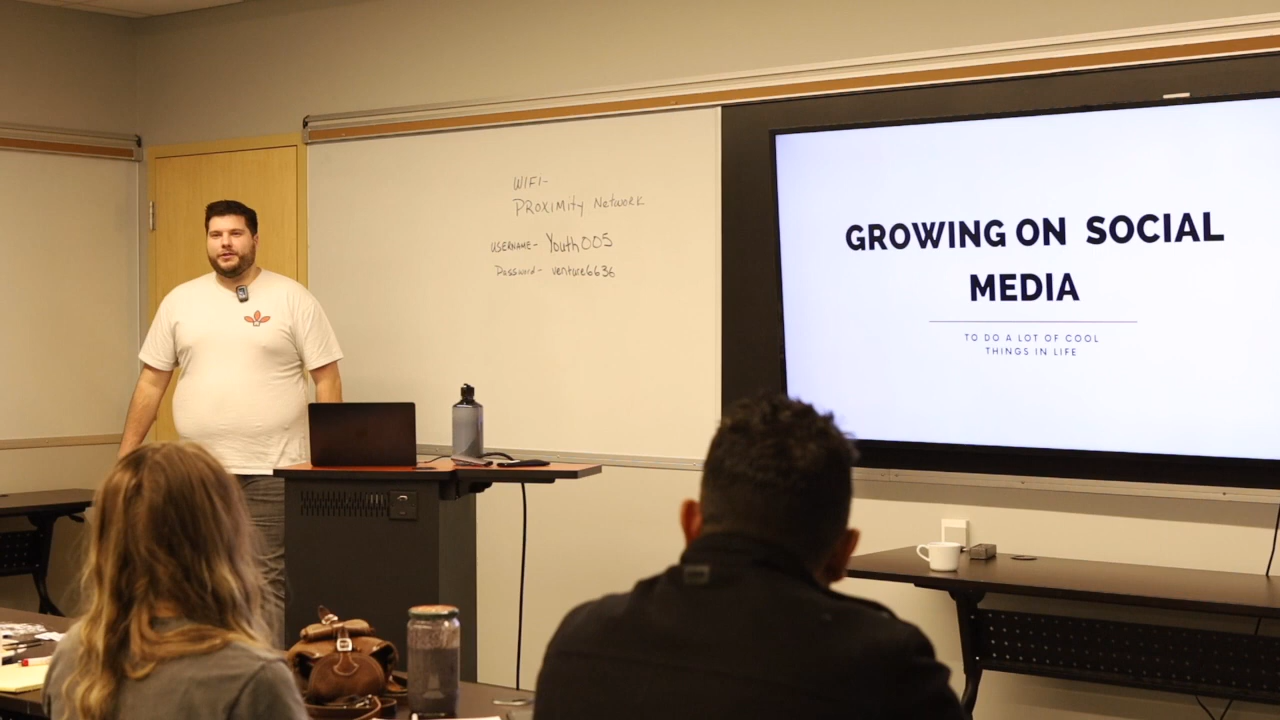 WIFI-
PROXIMity Network
USERNAME- Youth005
Password- venture6636
GROWING ON SOCIAL
MEDIA
TO DO A LOT OF COOL
THINGS IN LIFE